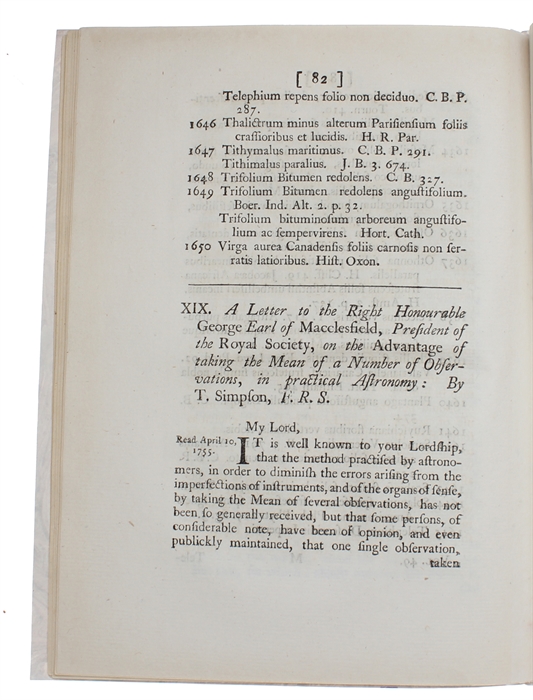 [ 82 ]
Telephium repens folio non deciduo. C. B. P.
287.
1646 Thalictrum minus alterum Pariſienſium foliis
craſſioribus et lucidis. H. R. Par.
1647 Tithymalus maritimus. C. B. P. 291.
Tithimalus paralius. J. B. 3. 674.
1648 Trifolium Bitumen redolens. C. B. 327.
1649 Trifolium Bitumen redolens anguſtifolium.
Boer. Ind. Alt. 2. p. 32.
Trifolium bituminoſum arboreum anguſtifo-
lium ac ſempervirens. Hort. Cath.
1650 Virga aurea Canadenſis foliis carnoſis non ſer-
ratis latioribus. Hiſt. Oxon.
XIX. A Letter to the Right Honourable
George Earl of Macclesfield, Preſident of
the Royal Society, on the Advantage of
taking the Mean of a Number of Obſer-
vations, in practical Aſtronomy: By
T. Simpſon, F. R. S.
My Lord,
Read April 10,
1755.
IT is well known to your Lordſhip,
that the method practiſed by aſtrono-
mers, in order to diminiſh the errors ariſing from the
imperfections of inſtruments, and of the organs of ſenſe,
by taking the Mean of ſeveral obſervations, has not
been ſo generally received, but that ſome perſons, of
conſiderable note, have been of opinion, and even
publickly maintained, that one ſingle obſervation,
taken